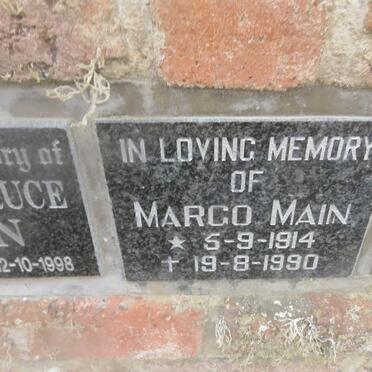 ry of
UCE
N
2-10-1998
IN LOVING MEMORY
OF
MARGO MAIN
★ 5-9-1914
+ 19-8-1990